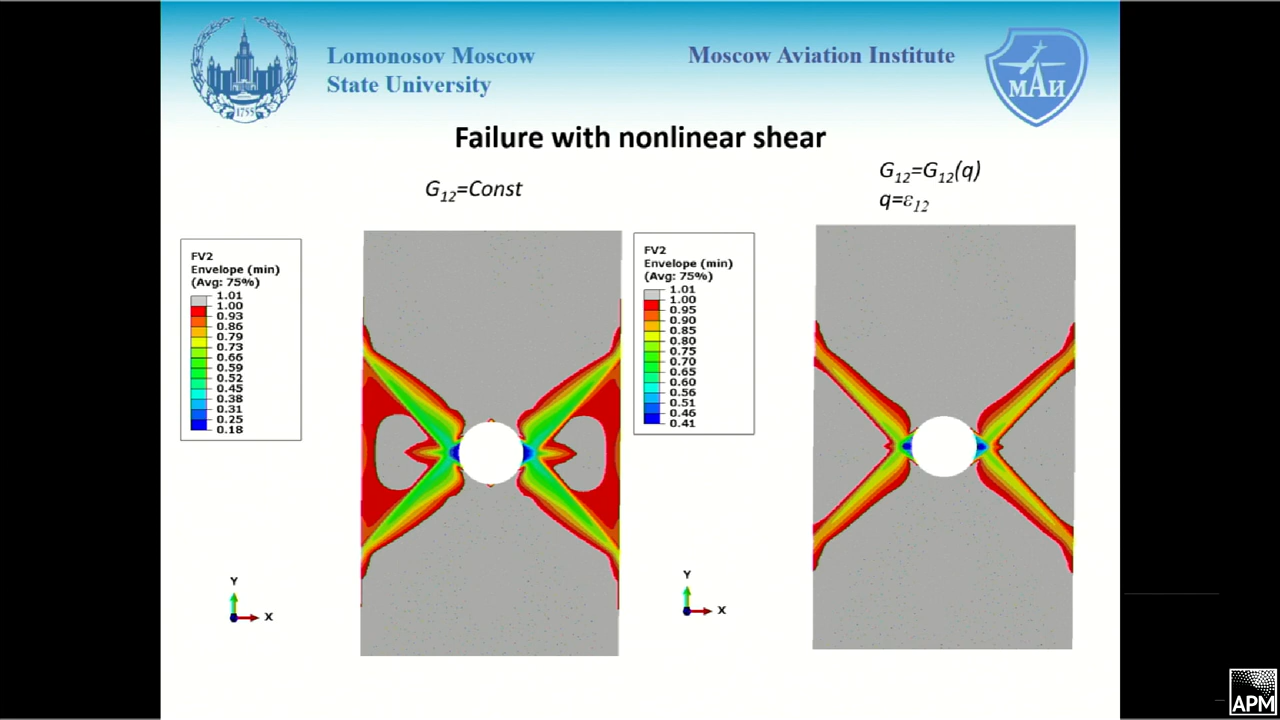 Lomonosov Moscow
State University
Moscow Aviation Institute
1755
МАИ
Failure with nonlinear shear
G12=Const
G12=G12(q)
q=ε12
FV2
Envelope (min)
(Avg: 75%)
1.01
1.00
0.93
0.86
0.79
0.73
0.66
0.59
0.52
0.45
0.38
0.31
0.25
0.18
FV2
Envelope (min)
(Avg: 75%)
1.01
1.00
0.95
0.90
0.85
0.80
0.75
0.70
0.65
0.60
0.56
0.51
0.46
0.41
Y
X
Y
X
APM